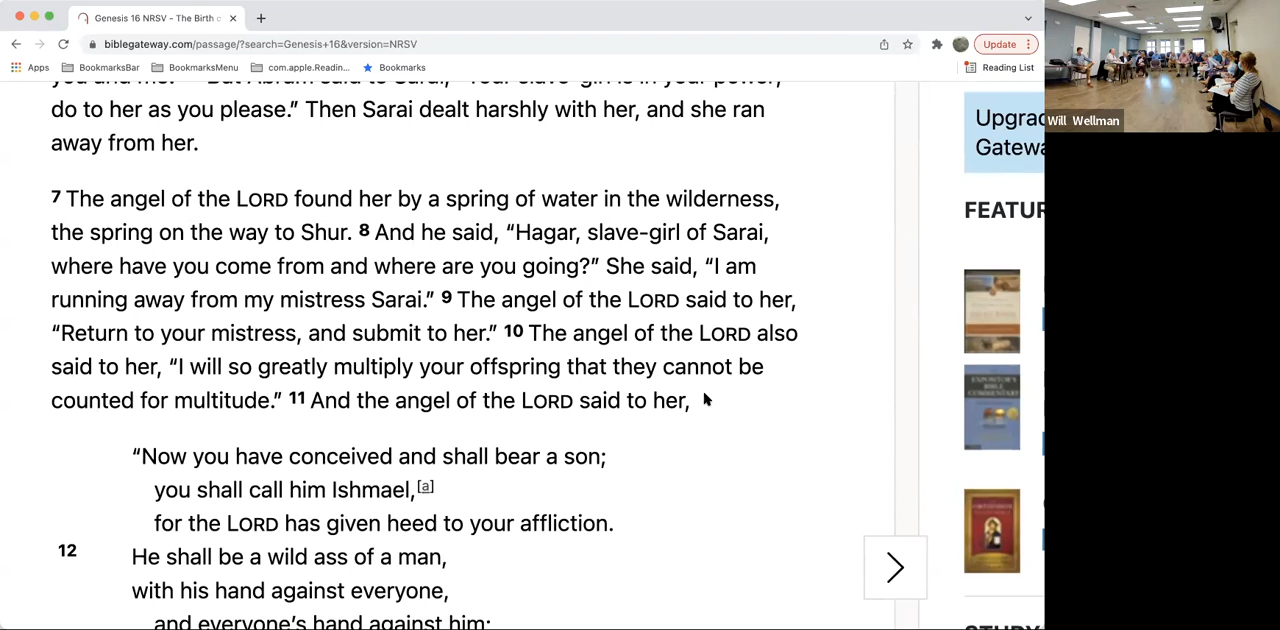 Genesis 16 NRSV - The Birth
biblegateway.com/passage/?search=Genesis+16&version=NRSV
Update
Apps BookmarksBar BookmarksMenu com.apple.Readin... Bookmarks
Reading List
do to her as you please.” Then Sarai dealt harshly with her, and she ran
away from her.
7 The angel of the LORD found her by a spring of water in the wilderness,
the spring on the way to Shur. 8 And he said, “Hagar, slave-girl of Sarai,
where have you come from and where are you going?” She said, “I am
running away from my mistress Sarai.” 9 The angel of the LORD said to her,
“Return to your mistress, and submit to her.” 10 The angel of the LORD also
said to her, “I will so greatly multiply your offspring that they cannot be
counted for multitude.” 11 And the angel of the LORD said to her,
“Now you have conceived and shall bear a son;
you shall call him Ishmael,[a]
for the LORD has given heed to your affliction.
12 He shall be a wild ass of a man,
with his hand against everyone,
and everyone’s hand against him;
Will Wellman